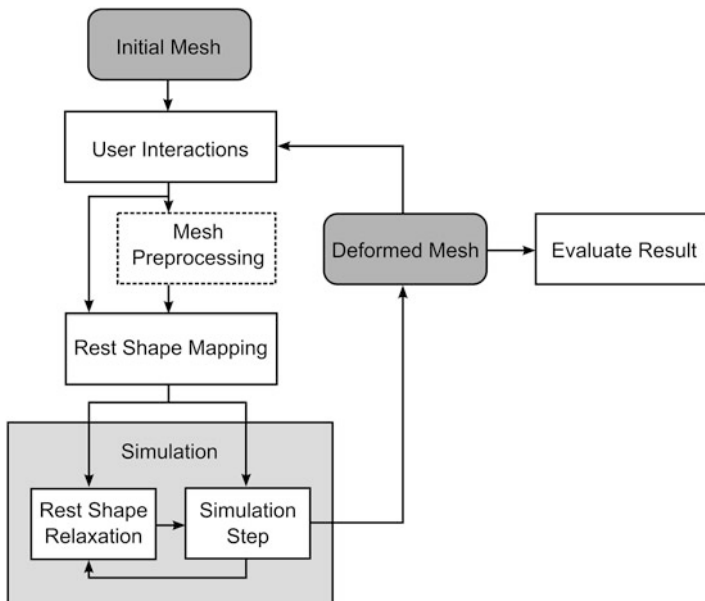 Initial Mesh
User Interactions
Mesh
Preprocessing
Deformed Mesh
Evaluate Result
Rest Shape Mapping
Simulation
Rest Shape
Relaxation
Simulation
Step